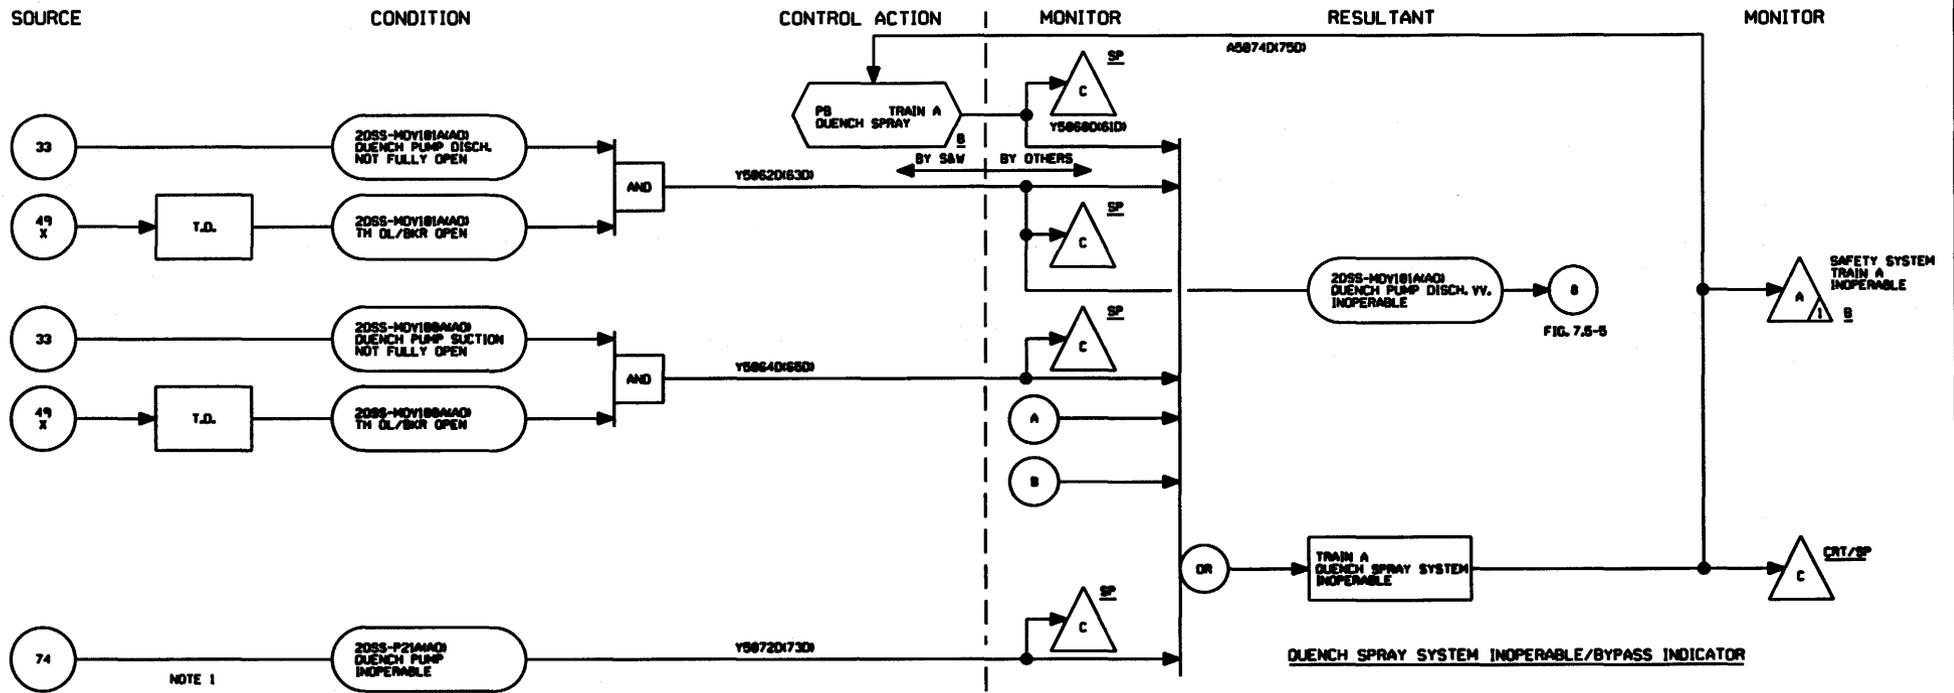 SOURCE CONDITION CONTROL ACTION MONITOR RESULTANT MONITOR
A5074D(75D)
SP
C
PB TRAIN A
QUENCH SPRAY
B
Y5060D(61D)
33
2QSS-MOV101A(AO)
QUENCH PUMP DISCH.
NOT FULLY OPEN
BY S&W BY OTHERS
AND
Y5062D(63D)
49
X
T.D.
2QSS-MOV101A(AO)
TH OL/BKR OPEN
SP
C
2QSS-MOV101A(AO)
QUENCH PUMP DISCH. VV.
INOPERABLE
8
FIG. 7.5-5
A
1
B
SAFETY SYSTEM
TRAIN A
INOPERABLE
33
2QSS-MOV100A(AO)
QUENCH PUMP SUCTION
NOT FULLY OPEN
SP
C
AND
Y5064D(65D)
49
X
T.D.
2QSS-MOV100A(AO)
TH OL/BKR OPEN
A
B
OR
TRAIN A
QUENCH SPRAY SYSTEM
INOPERABLE
C
CRT/SP
SP
C
74
NOTE 1
2QSS-P21A(AO)
QUENCH PUMP
INOPERABLE
Y5072D(73D)
QUENCH SPRAY SYSTEM INOPERABLE/BYPASS INDICATOR